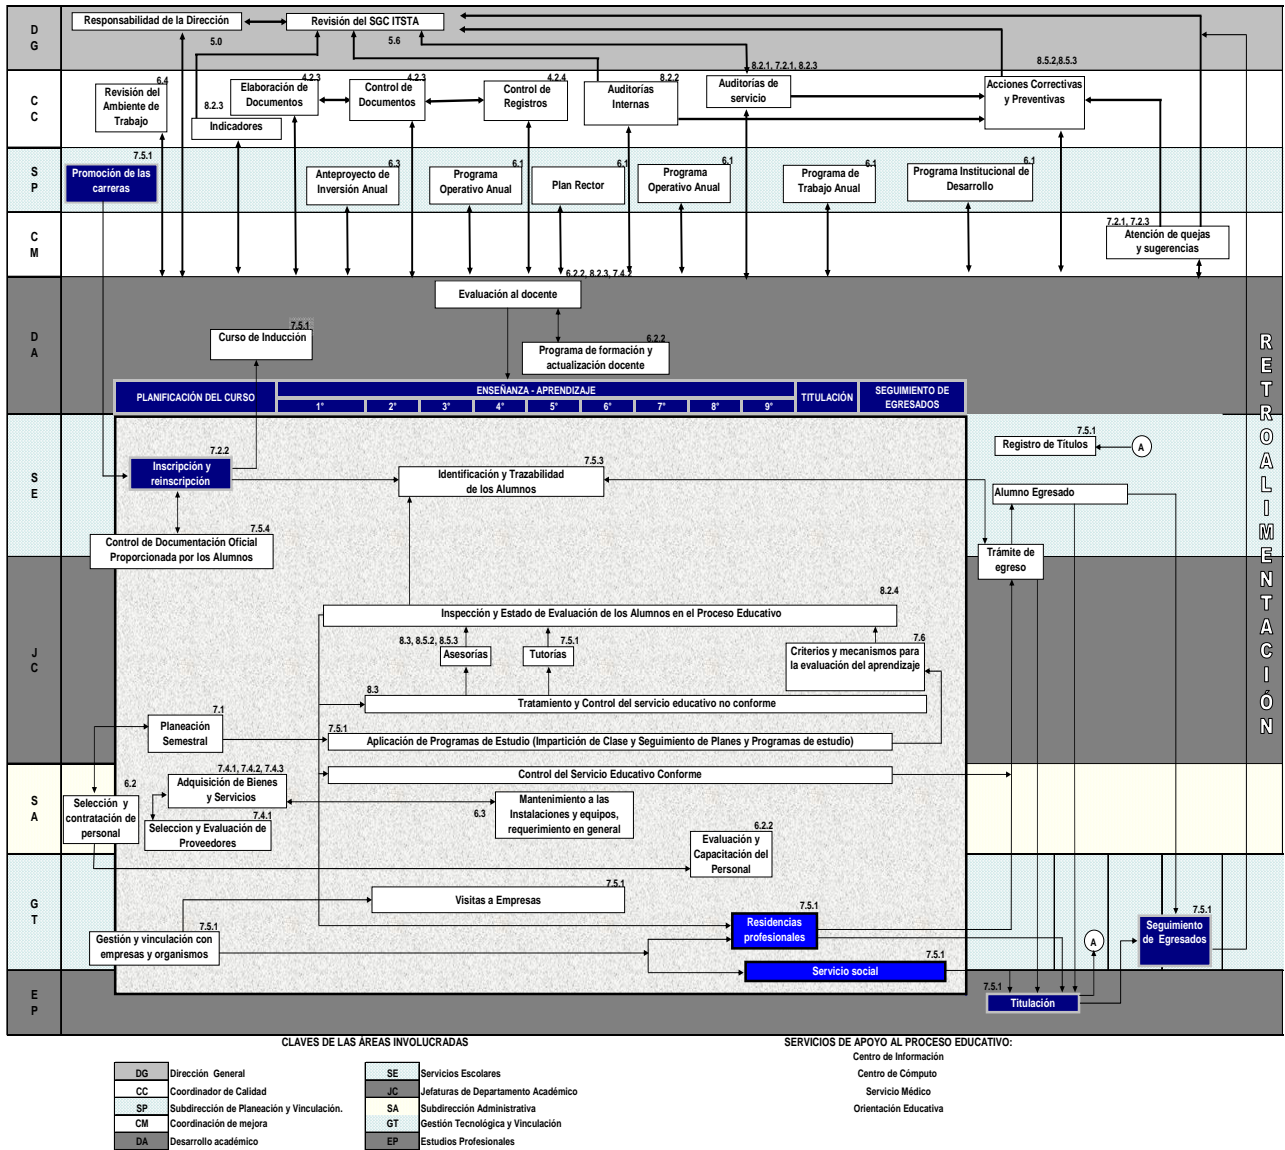 D
G
Responsabilidad de la Dirección
Revisión del SGC ITSTA
5.0
5.6
8.5.2,8.5.3
8.2.1, 7.2.1, 8.2.3
C
C
6.4
Revisión del
Ambiente de
Trabajo
8.2.3
Indicadores
4.2.3
Elaboración de
Documentos
4.2.3
Control de
Documentos
4.2.4
Control de
Registros
8.2.2
Auditorías
Internas
Auditorías de
servicio
Acciones Correctivas
y Preventivas
S
P
7.5.1
Promoción de las
carreras
6.3
Anteproyecto de
Inversión Anual
6.1
Programa
Operativo Anual
6.1
Plan Rector
6.1
Programa
Operativo Anual
6.1
Programa de
Trabajo Anual
6.1
Programa Institucional de
Desarrollo
C
M
7.2.1, 7.2.3
Atención de quejas
y sugerencias
D
A
6.2.2, 8.2.3, 7.4.2
Evaluación al docente
7.5.1
Curso de Inducción
6.2.2
Programa de formación y
actualización docente
RETROALIMENTACIÓN
PLANIFICACIÓN DEL CURSO
ENSEÑANZA - APRENDIZAJE
1° 2° 3° 4° 5° 6° 7° 8° 9°
TITULACIÓN
SEGUIMIENTO DE
EGRESADOS
S
E
7.2.2
Inscripción y
reinscripción
7.5.3
Identificación y Trazabilidad
de los Alumnos
7.5.1
Registro de Títulos
A
Alumno Egresado
7.5.4
Control de Documentación Oficial
Proporcionada por los Alumnos
Trámite de
egreso
J
C
8.2.4
Inspección y Estado de Evaluación de los Alumnos en el Proceso Educativo
8.3, 8.5.2, 8.5.3
Asesorías
7.5.1
Tutorías
7.6
Criterios y mecanismos para
la evaluación del aprendizaje
8.3
Tratamiento y Control del servicio educativo no conforme
7.1
Planeación
Semestral
7.5.1
Aplicación de Programas de Estudio (Impartición de Clase y Seguimiento de Planes y Programas de estudio)
S
A
6.2
Selección y
contratación de
personal
7.4.1, 7.4.2, 7.4.3
Adquisición de Bienes
y Servicios
Control del Servicio Educativo Conforme
7.4.1
Seleccion y Evaluación de
Proveedores
6.3
Mantenimiento a las
Instalaciones y equipos,
requerimiento en general
6.2.2
Evaluación y
Capacitación del
Personal
G
T
7.5.1
Visitas a Empresas
7.5.1
Gestión y vinculación con
empresas y organismos
7.5.1
Residencias
profesionales
7.5.1
Servicio social
A
7.5.1
Seguimiento
de Egresados
E
P
7.5.1
Titulación
CLAVES DE LAS ÁREAS INVOLUCRADAS
DG Dirección General
CC Coordinador de Calidad
SP Subdirección de Planeación y Vinculación.
CM Coordinación de mejora
DA Desarrollo académico
SE Servicios Escolares
JC Jefaturas de Departamento Académico
SA Subdirección Administrativa
GT Gestión Tecnológica y Vinculación
EP Estudios Profesionales
SERVICIOS DE APOYO AL PROCESO EDUCATIVO:
Centro de Información
Centro de Cómputo
Servicio Médico
Orientación Educativa